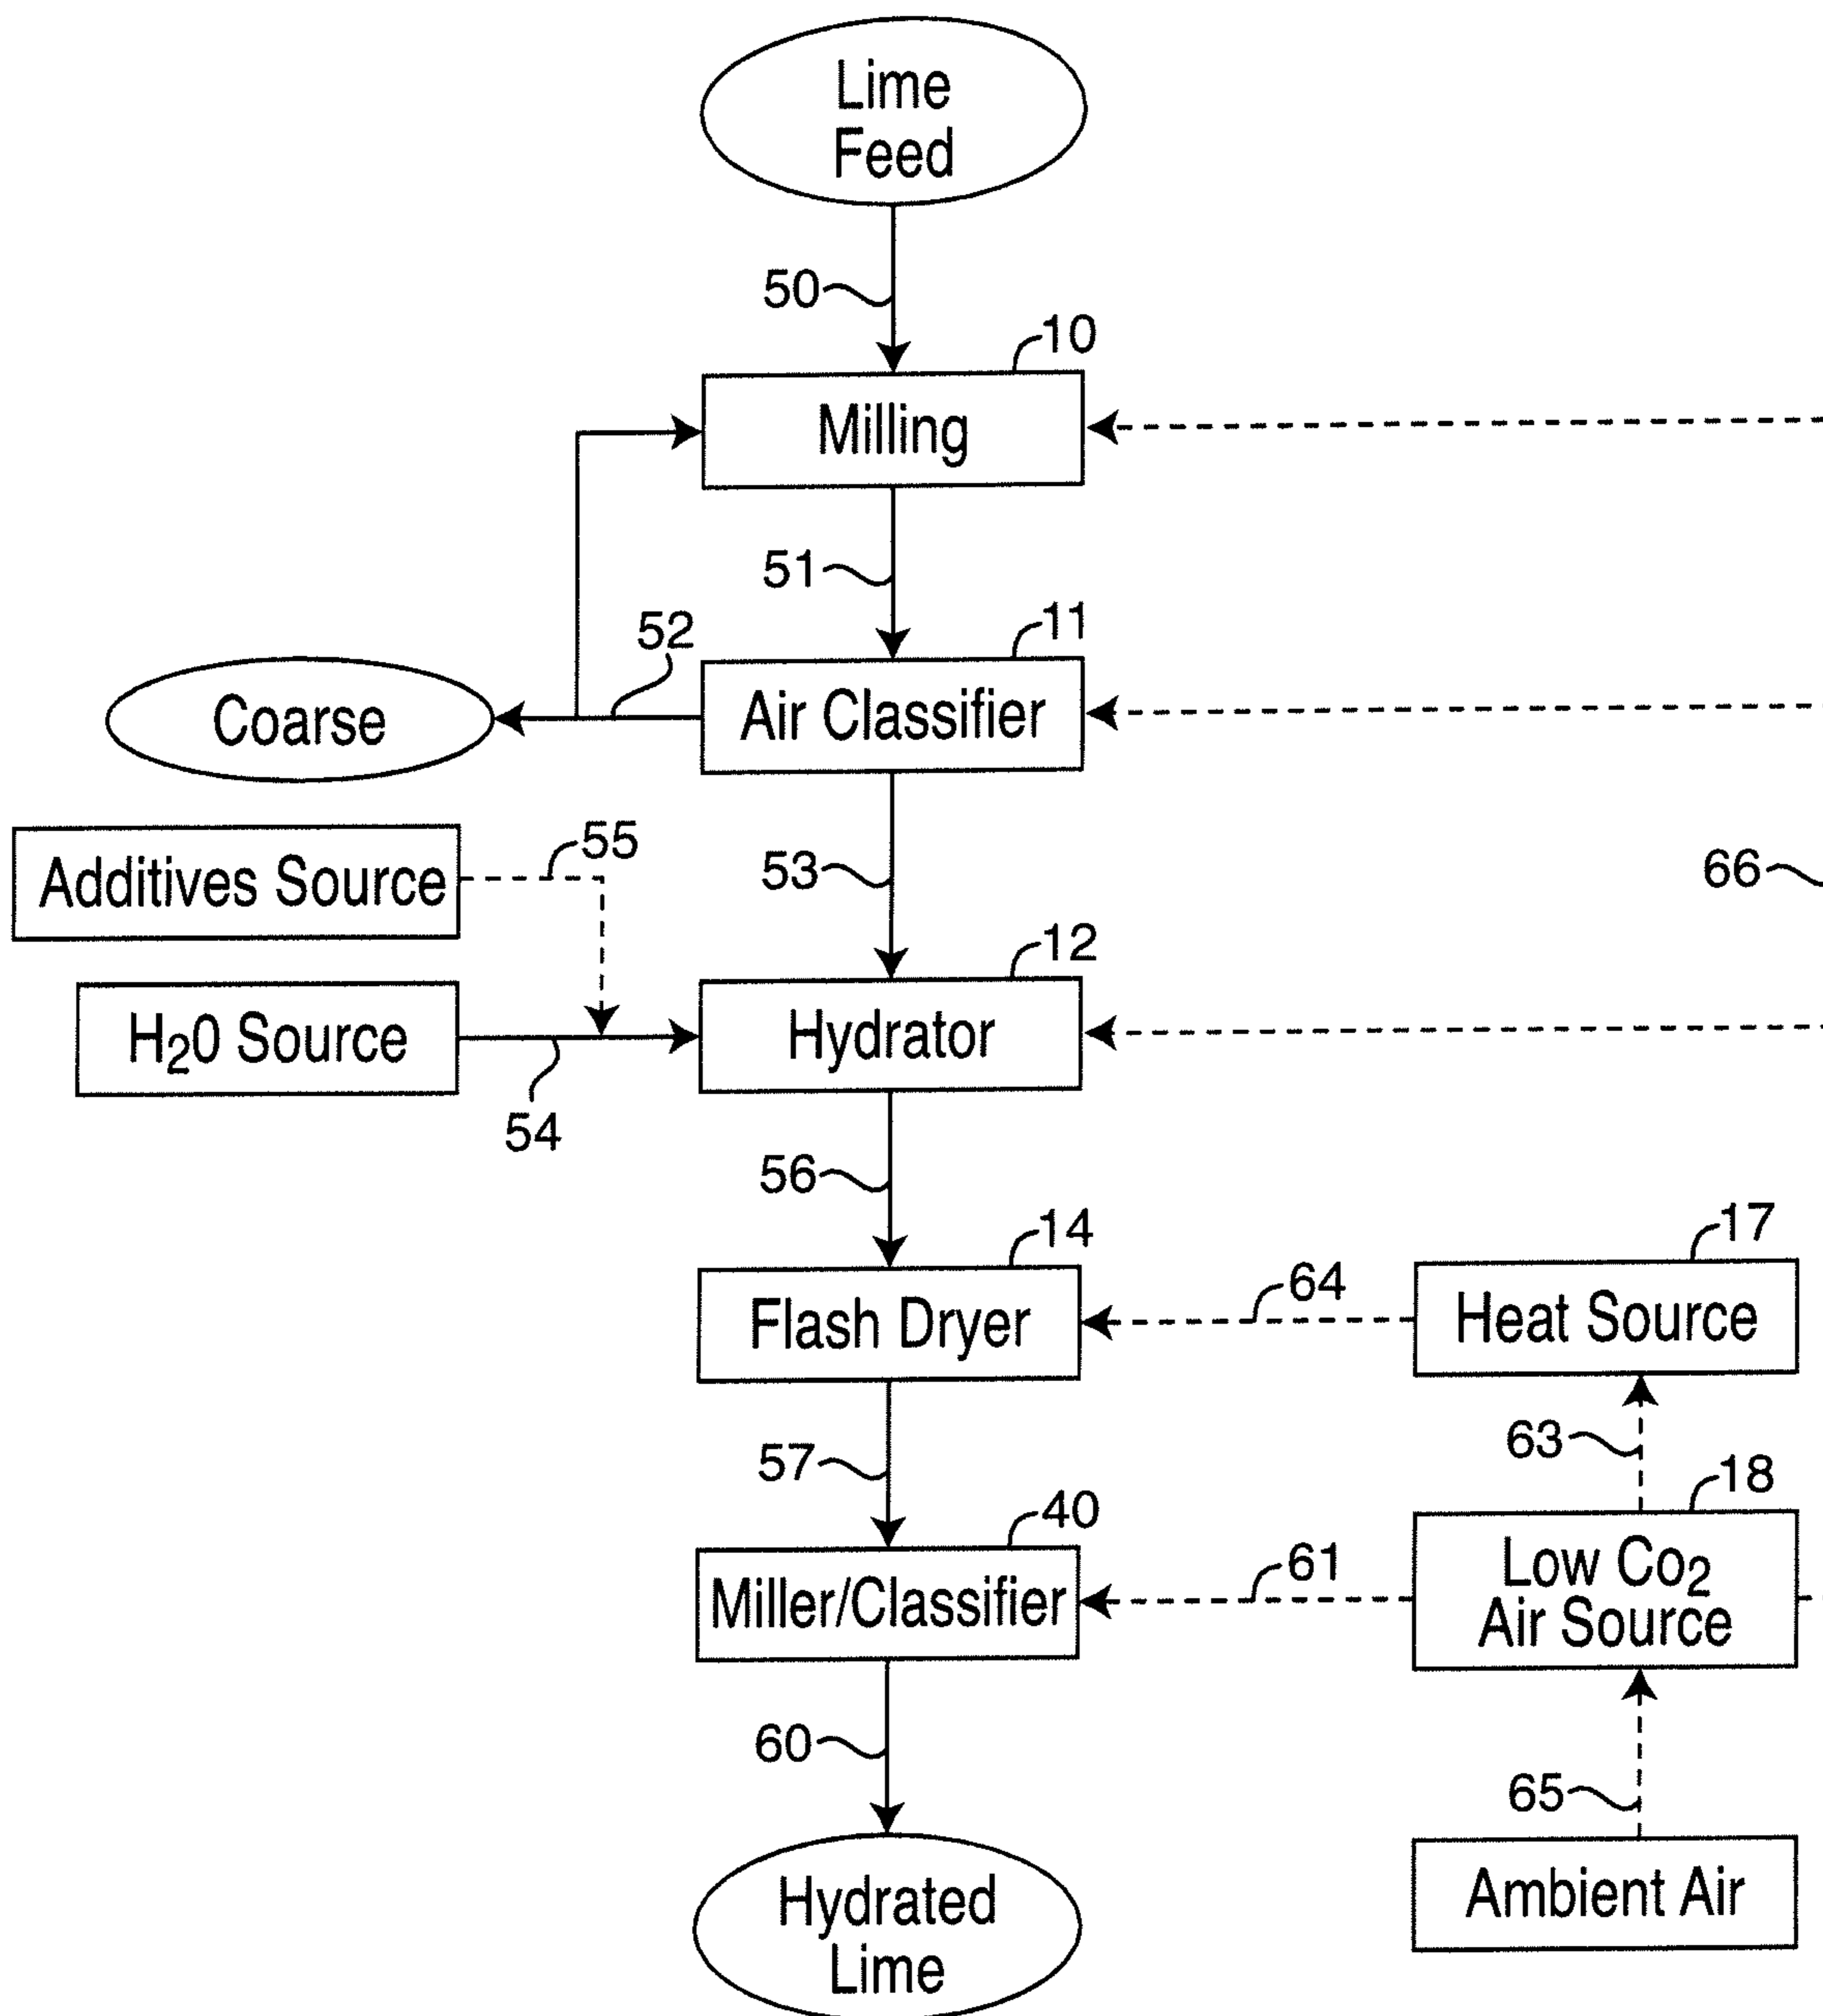 Lime
Feed
50
10
Milling
51
11
52
Coarse
Air Classifier
55
53
66
Additives Source
12
H₂0 Source
Hydrator
54
56
14
17
64
Flash Dryer
Heat Source
57
63
40
18
61
Miller/Classifier
Low Co₂
Air Source
60
65
Hydrated
Lime
Ambient Air